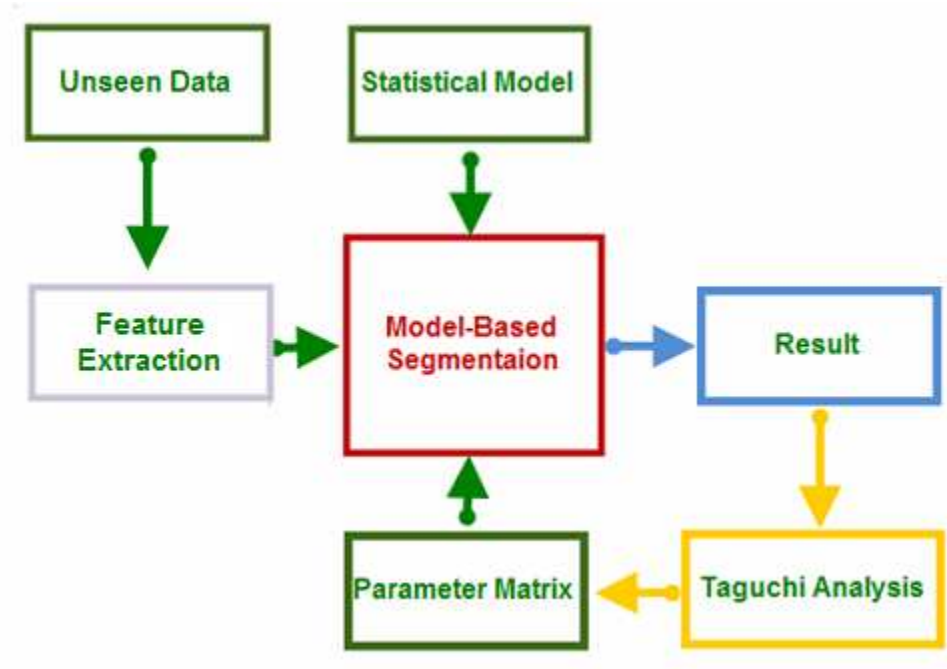 Unseen Data
Statistical Model
Feature
Extraction
Model-Based
Segmentaion
Result
Parameter Matrix
Taguchi Analysis